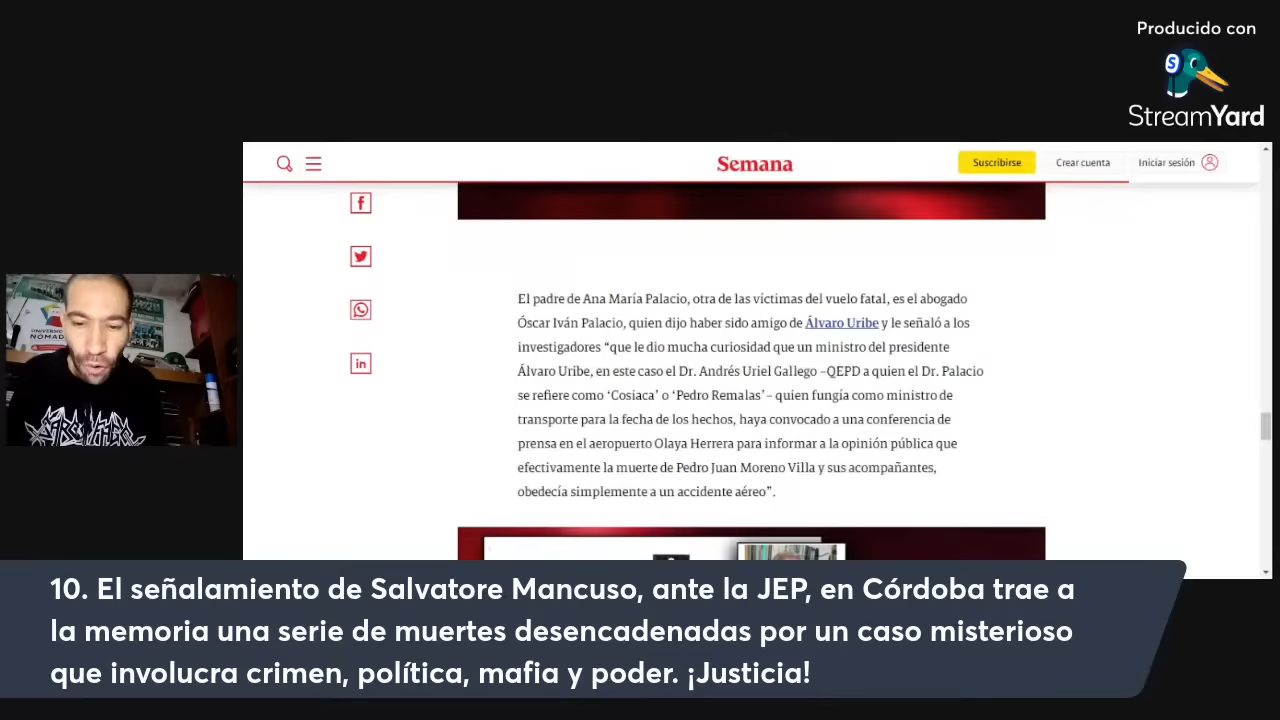 Producido con
StreamYard
Semana
Suscribirse
Crear cuenta
Iniciar sesión
El padre de Ana María Palacio, otra de las víctimas del vuelo fatal, es el abogado
Óscar Iván Palacio, quien dijo haber sido amigo de Álvaro Uribe y le señaló a los
investigadores “que le dio mucha curiosidad que un ministro del presidente
Álvaro Uribe, en este caso el Dr. Andrés Uriel Gallego –QEPD a quien el Dr. Palacio
se refiere como ‘Cosiaca’ o ‘Pedro Remalas’– quien fungía como ministro de
transporte para la fecha de los hechos, haya convocado a una conferencia de
prensa en el aeropuerto Olaya Herrera para informar a la opinión pública que
efectivamente la muerte de Pedro Juan Moreno Villa y sus acompañantes,
obedecía simplemente a un accidente aéreo”.
UNIVERSO
NOMADA
10. El señalamiento de Salvatore Mancuso, ante la JEP, en Córdoba trae a
la memoria una serie de muertes desencadenadas por un caso misterioso
que involucra crimen, política, mafia y poder. ¡Justicia!